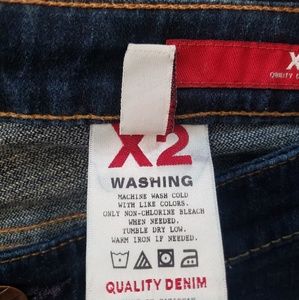 X
X2
WASHING
MACHINE WASH COLD
WITH LIKE COLORS.
ONLY NON-CHLORINE BLEACH
WHEN NEEDED.
TUMBLE DRY LOW.
WARM IRON IF NEEDED.
QUALITY DENIM